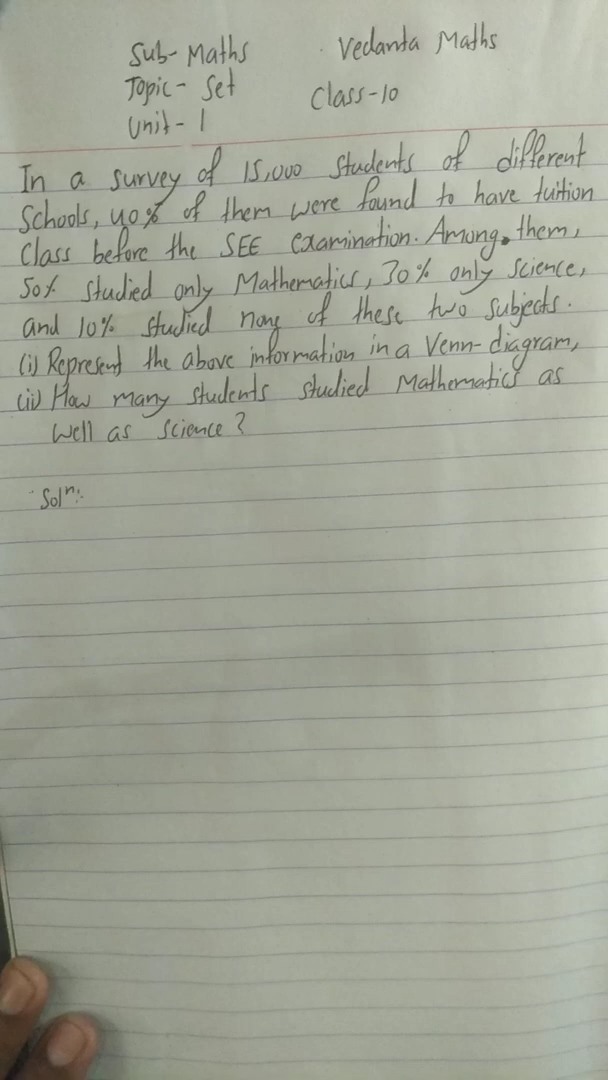 Sub- Maths Vedanta Maths
Topic- Set Class-10
Unit- 1
In a survey of 15,000 students of different
Schools, 40% of them were found to have tuition
Class before the SEE examination. Among them,
50% studied only Mathematics, 30% only science,
and 10% studied none of these two subjects.
(i) Represent the above information in a Venn-diagram,
(ii) How many students studied Mathematics as
well as science?
Solⁿ:-